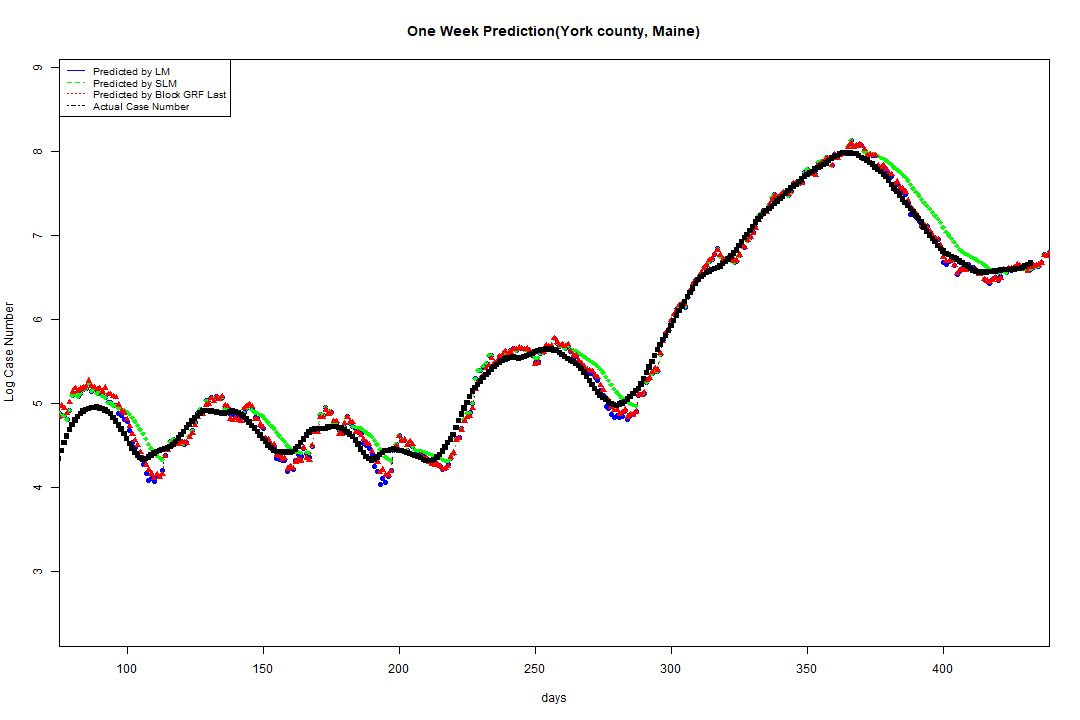 One Week Prediction(York county, Maine)
Predicted by LM
Predicted by SLM
Predicted by Block GRF Last
Actual Case Number
9
8
7
6
5
4
3
Log Case Number
100 150 200 250 300 350 400
days